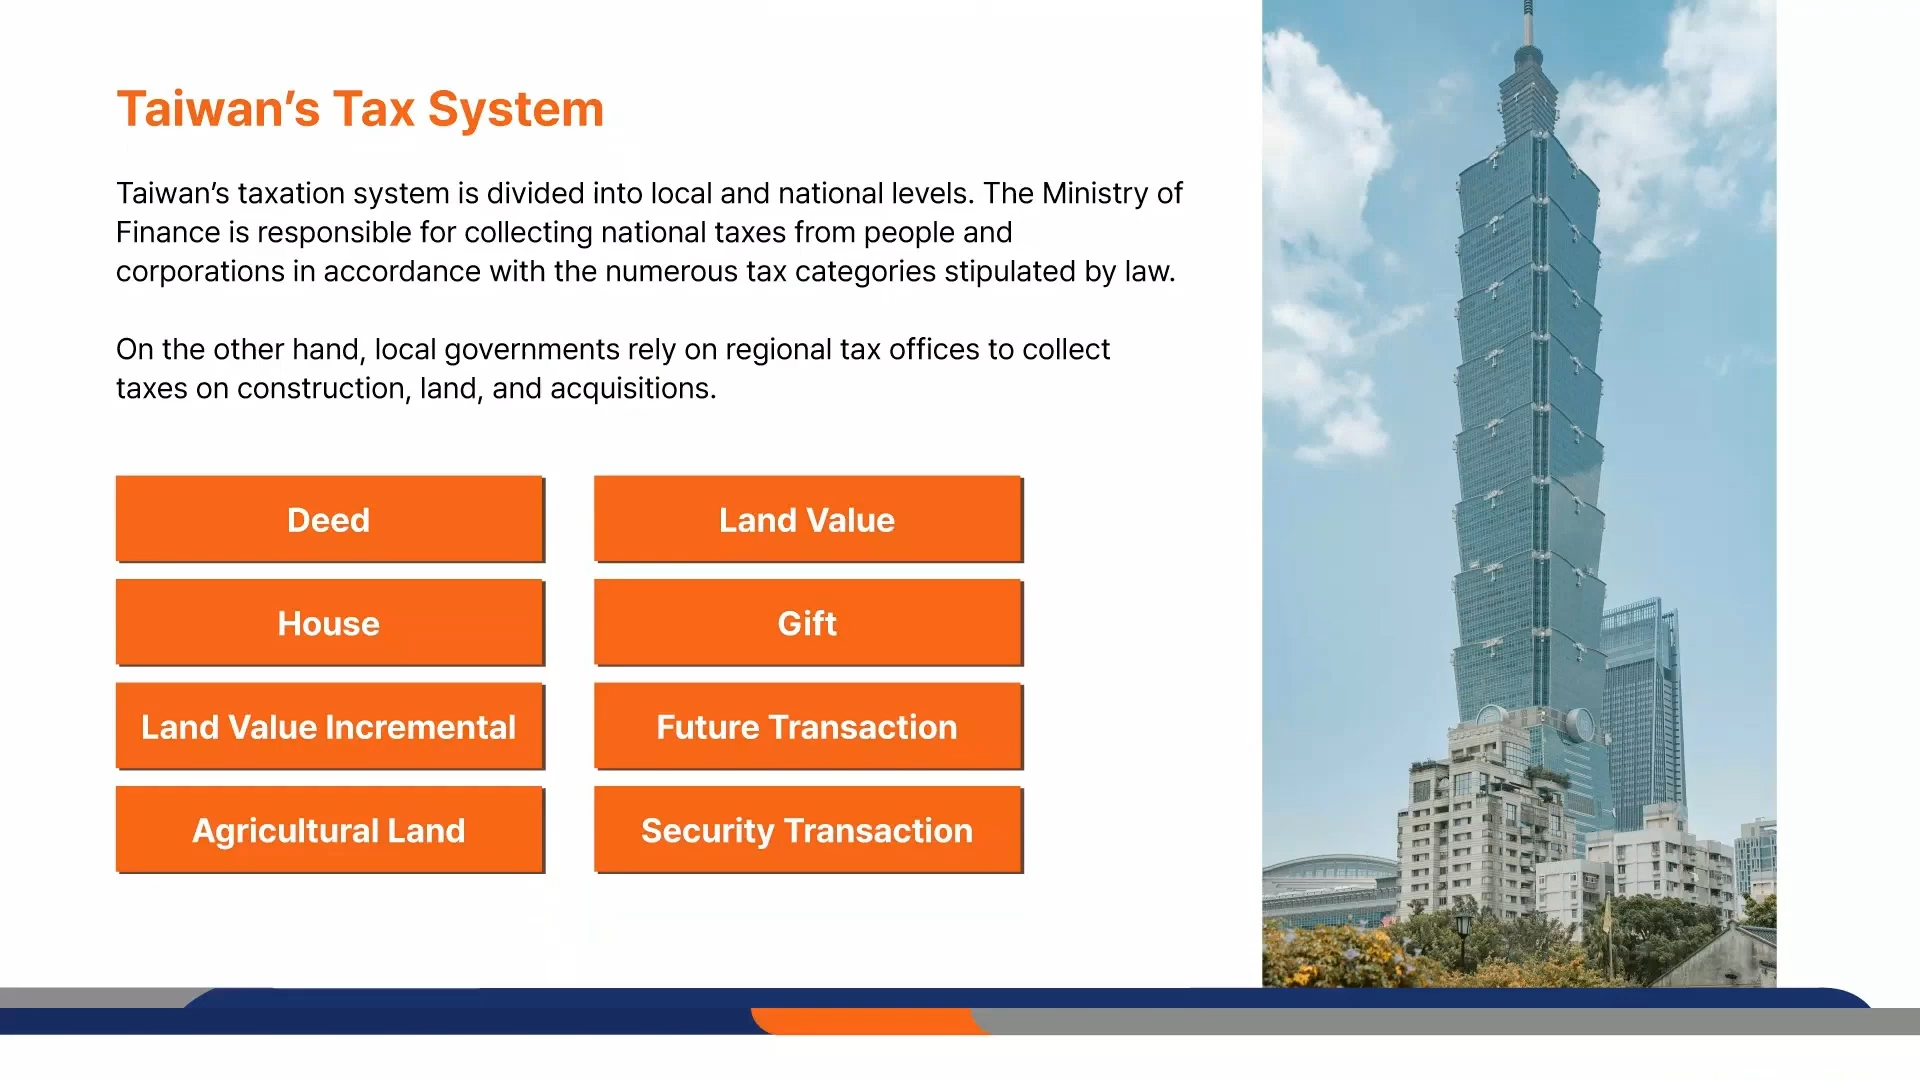 Taiwan’s Tax System
Taiwan’s taxation system is divided into local and national levels. The Ministry of
Finance is responsible for collecting national taxes from people and
corporations in accordance with the numerous tax categories stipulated by law.
On the other hand, local governments rely on regional tax offices to collect
taxes on construction, land, and acquisitions.
Deed
Land Value
House
Gift
Land Value Incremental
Future Transaction
Agricultural Land
Security Transaction